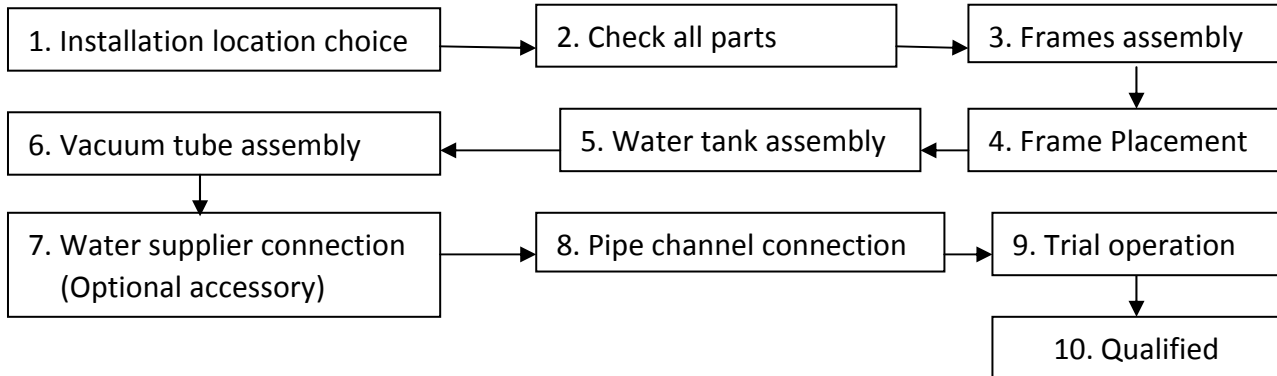 1. Installation location choice
2. Check all parts
3. Frames assembly
4. Frame Placement
5. Water tank assembly
6. Vacuum tube assembly
7. Water supplier connection
(Optional accessory)
8. Pipe channel connection
9. Trial operation
10. Qualified